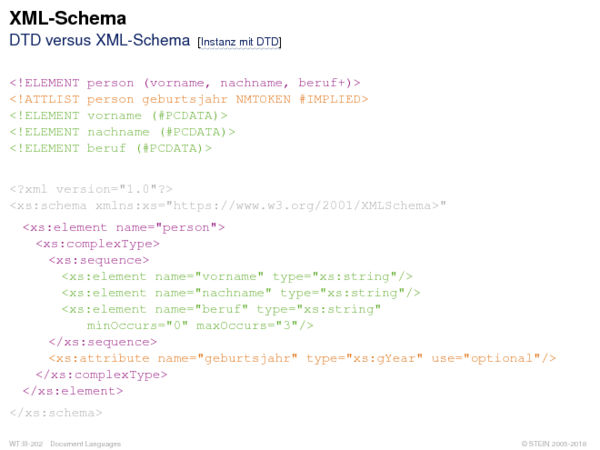 XML-Schema
DTD versus XML-Schema [Instanz mit DTD]
<!ELEMENT person (vorname, nachname, beruf+)>
<!ATTLIST person geburtsjahr NMTOKEN #IMPLIED>
<!ELEMENT vorname (#PCDATA)>
<!ELEMENT nachname (#PCDATA)>
<!ELEMENT beruf (#PCDATA)>
<?xml version="1.0"?>
<xs:schema xmlns:xs="https://www.w3.org/2001/XMLSchema>"
<xs:element name="person">
<xs:complexType>
<xs:sequence>
<xs:element name="vorname" type="xs:string"/>
<xs:element name="nachname" type="xs:string"/>
<xs:element name="beruf" type="xs:string"
minOccurs="0" maxOccurs="3"/>
</xs:sequence>
<xs:attribute name="geburtsjahr" type="xs:gYear" use="optional"/>
</xs:complexType>
</xs:element>
</xs:schema>
WT:III-202 Document Languages © STEIN 2005-2018